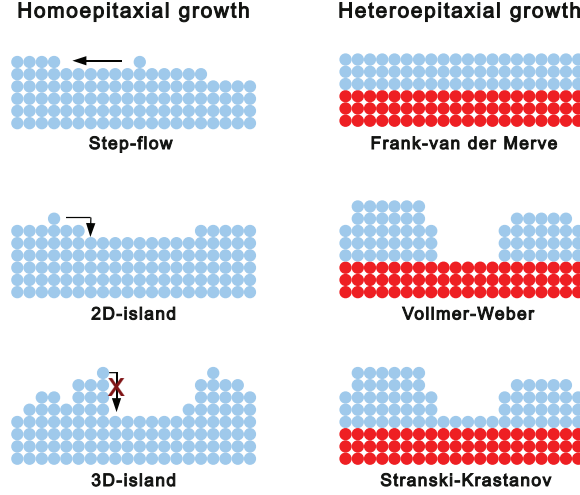 Homoepitaxial growth
Heteroepitaxial growth
Step-flow
Frank-van der Merve
2D-island
Vollmer-Weber
X
3D-island
Stranski-Krastanov